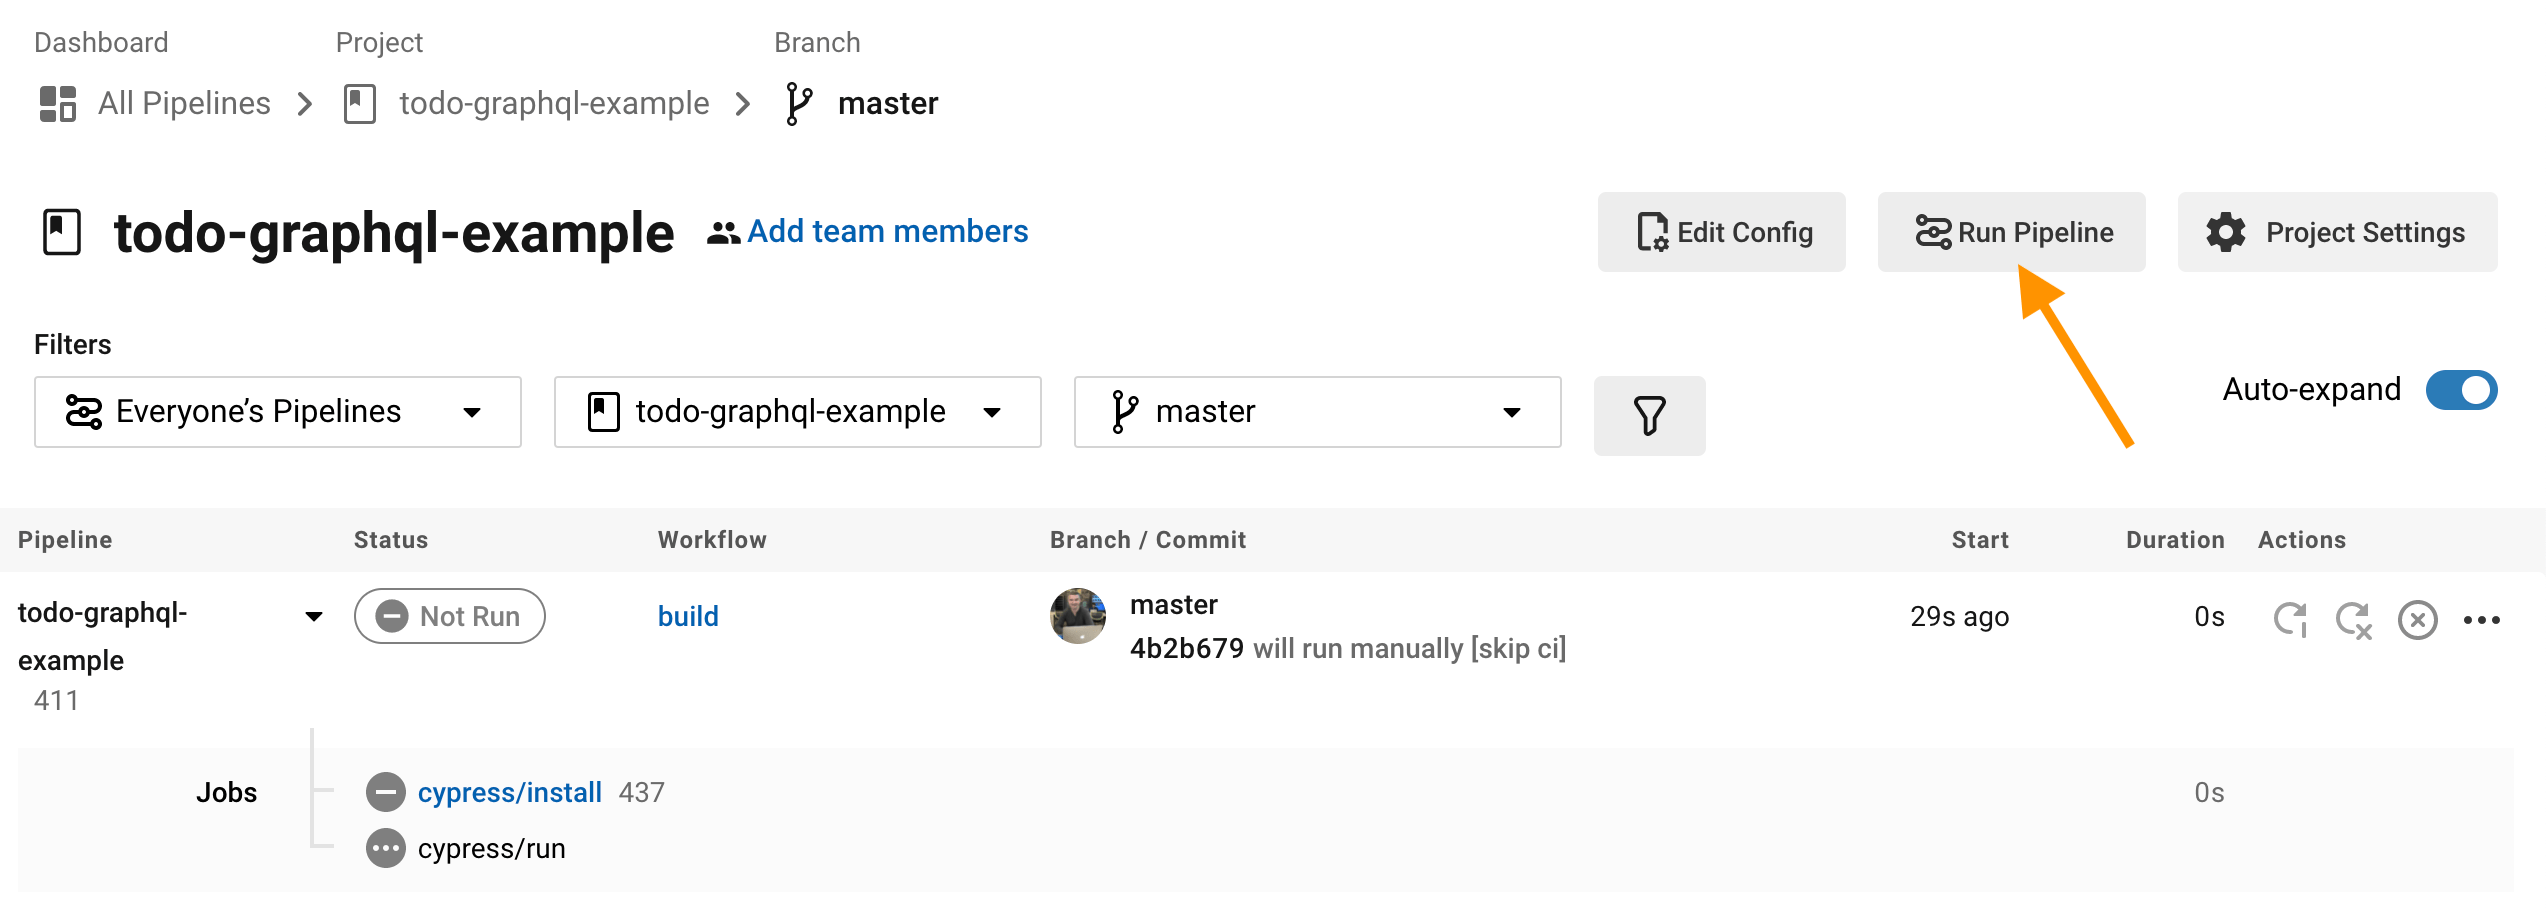 Dashboard Project Branch
All Pipelines todo-graphql-example master
todo-graphql-example Add team members Edit Config Run Pipeline Project Settings
Filters
Everyone’s Pipelines todo-graphql-example master Auto-expand
Pipeline Status Workflow Branch / Commit Start Duration Actions
todo-graphql- Not Run build master 29s ago 0s
example 4b2b679 will run manually [skip ci]
411
Jobs cypress/install 437 0s
cypress/run